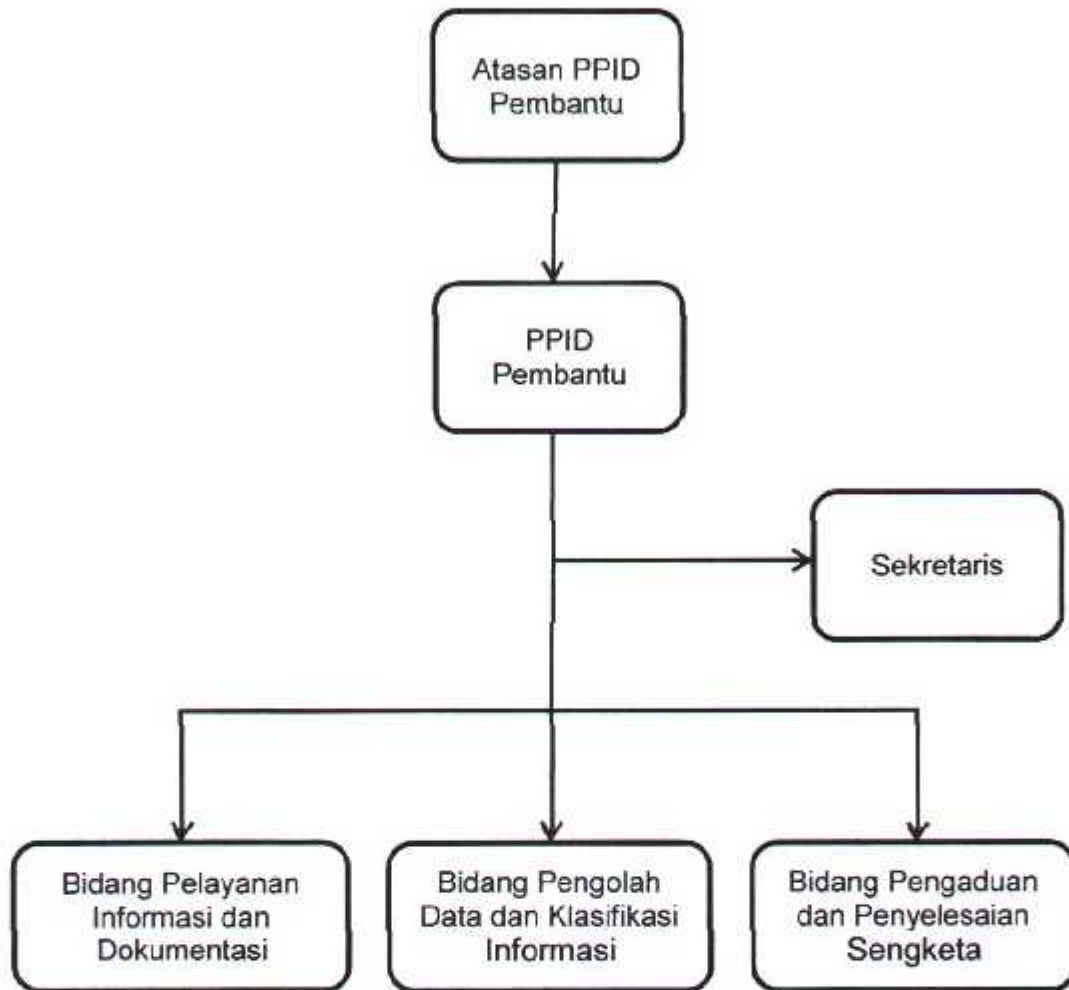 Atasan PPID
Pembantu
PPID
Pembantu
Sekretaris
Bidang Pelayanan
Informasi dan
Dokumentasi
Bidang Pengolah
Data dan Klasifikasi
Informasi
Bidang Pengaduan
dan Penyelesaian
Sengketa